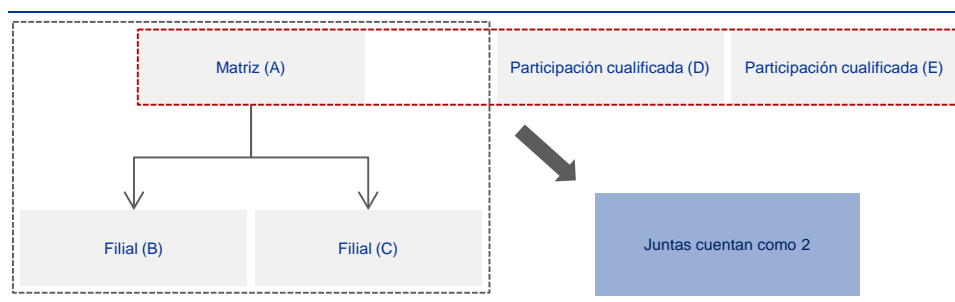 Matriz (A)
Participación cualificada (D)
Participación cualificada (E)
Filial (B)
Filial (C)
Juntas cuentan como 2